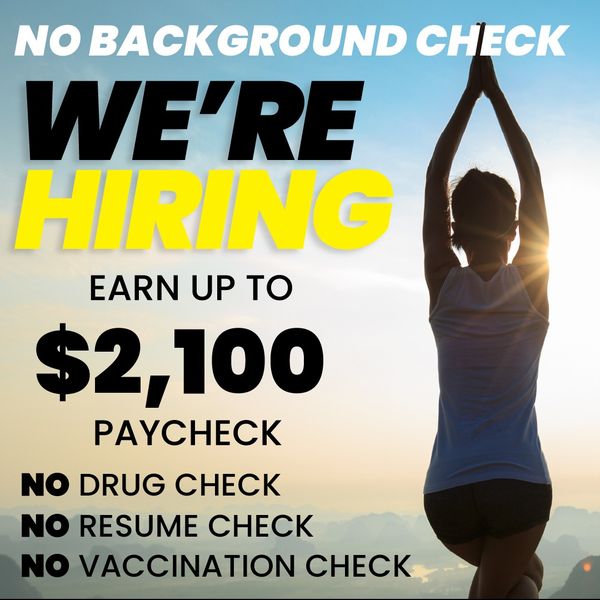 NO BACKGROUND CHECK
WE’RE
HIRING
EARN UP TO
$2,100
PAYCHECK
NO DRUG CHECK
NO RESUME CHECK
NO VACCINATION CHECK